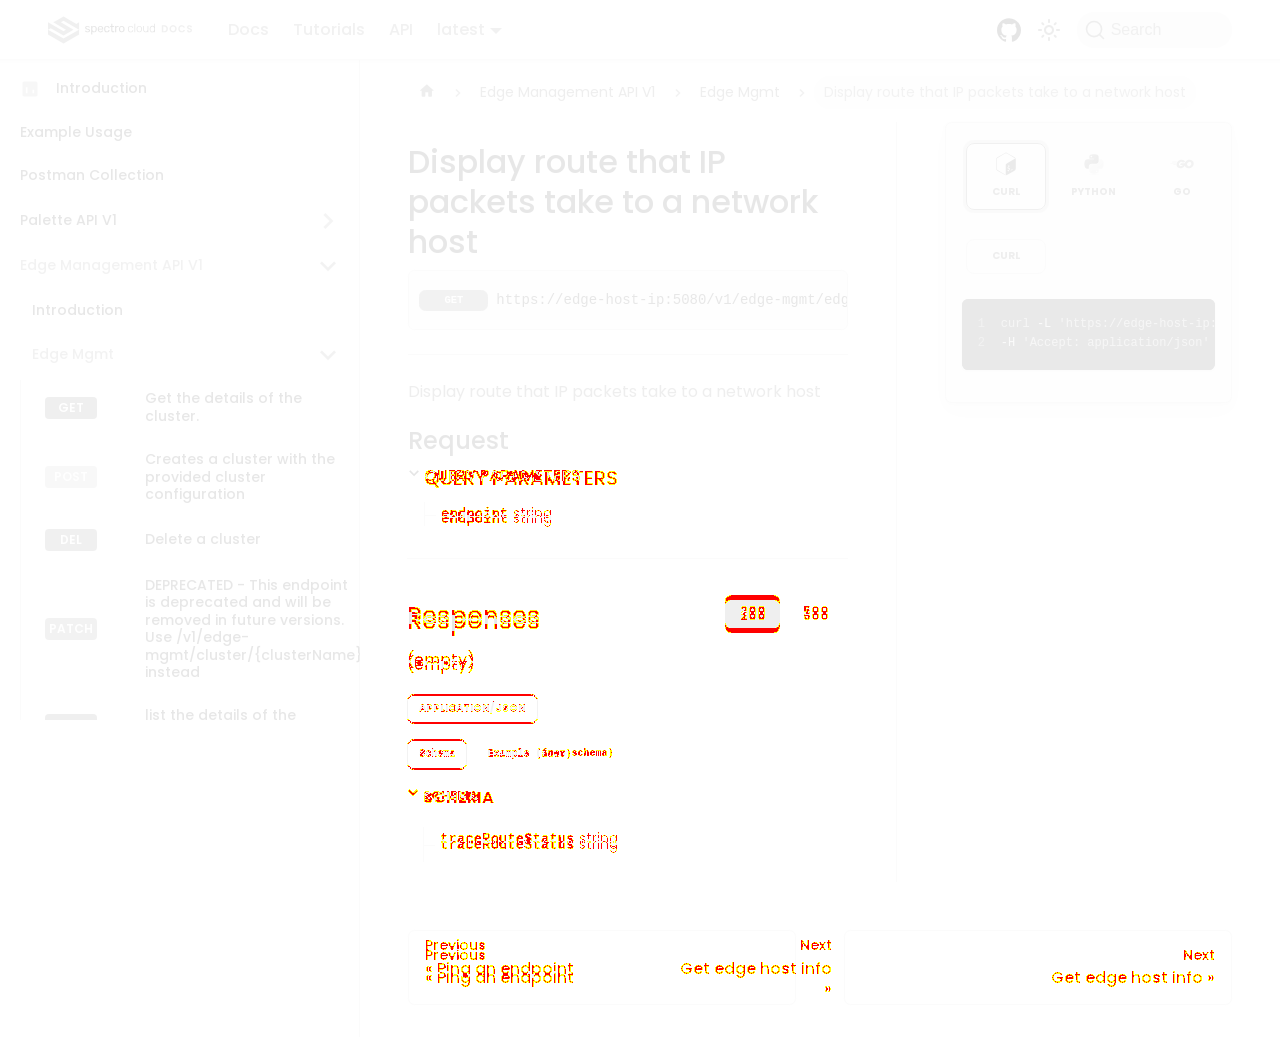 spectro cloud DOCS
Docs Tutorials API latest
Search
Introduction
Example Usage
Postman Collection
Palette API V1
Edge Management API V1
Introduction
Edge Mgmt
GET Get the details of the
cluster.
POST Creates a cluster with the
provided cluster
configuration
DEL Delete a cluster
PATCH DEPRECATED - This endpoint
is deprecated and will be
removed in future versions.
Use /v1/edge-
mgmt/cluster/{clusterName}
instead
list the details of the
Edge Management API V1 > Edge Mgmt > Display route that IP packets take to a network host
Display route that IP
packets take to a network
host
GET https://edge-host-ip:5080/v1/edge-mgmt/edg
Display route that IP packets take to a network host
Request
QUERY PARAMETERS
endpoint string
Responses
200 500
(empty)
application/json
Schema Example (from schema)
SCHEMA
traceRouteStatus string
Previous
Previous
« Ping an endpoint
« Ping an endpoint
Next
Get edge host info
»
Next
Get edge host info »
CURL PYTHON GO
CURL
1 curl -L 'https://edge-host-ip:
2 -H 'Accept: application/json'